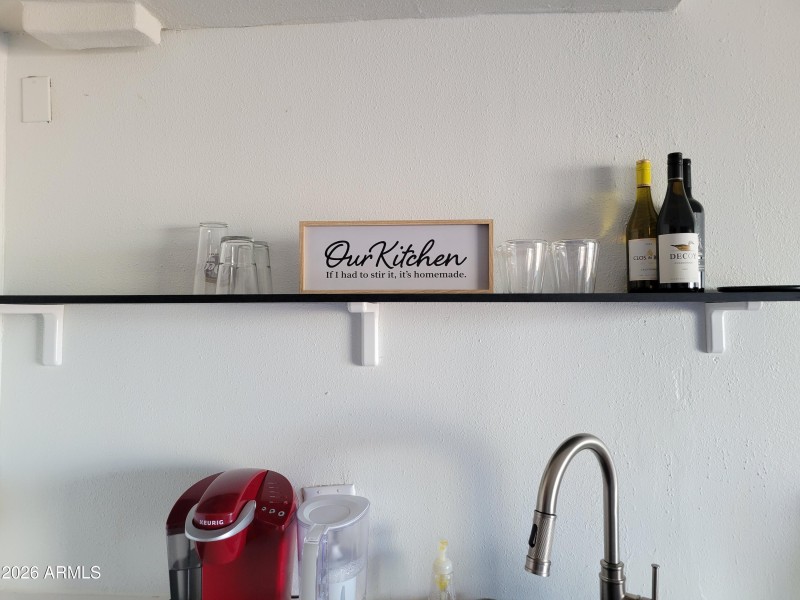 Our Kitchen
If I had to stir it, it's homemade.
DECOY
KEURIG
2026 ARMLS